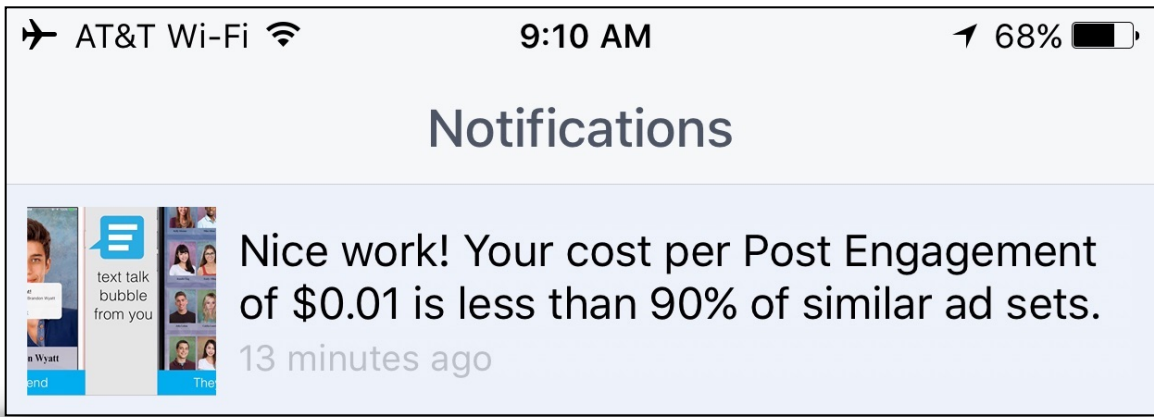 AT&T Wi-Fi 9:10 AM 68%
Notifications
Nice work! Your cost per Post Engagement
of $0.01 is less than 90% of similar ad sets.
13 minutes ago
text talk
bubble
from you
n Wyatt
end
The